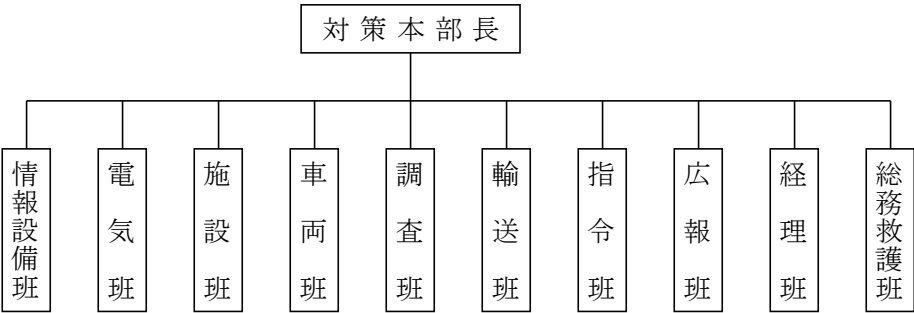 対策本部長
情報設備班
電気班
施設班
車両班
調査班
輸送班
指令班
広報班
経理班
総務救護班